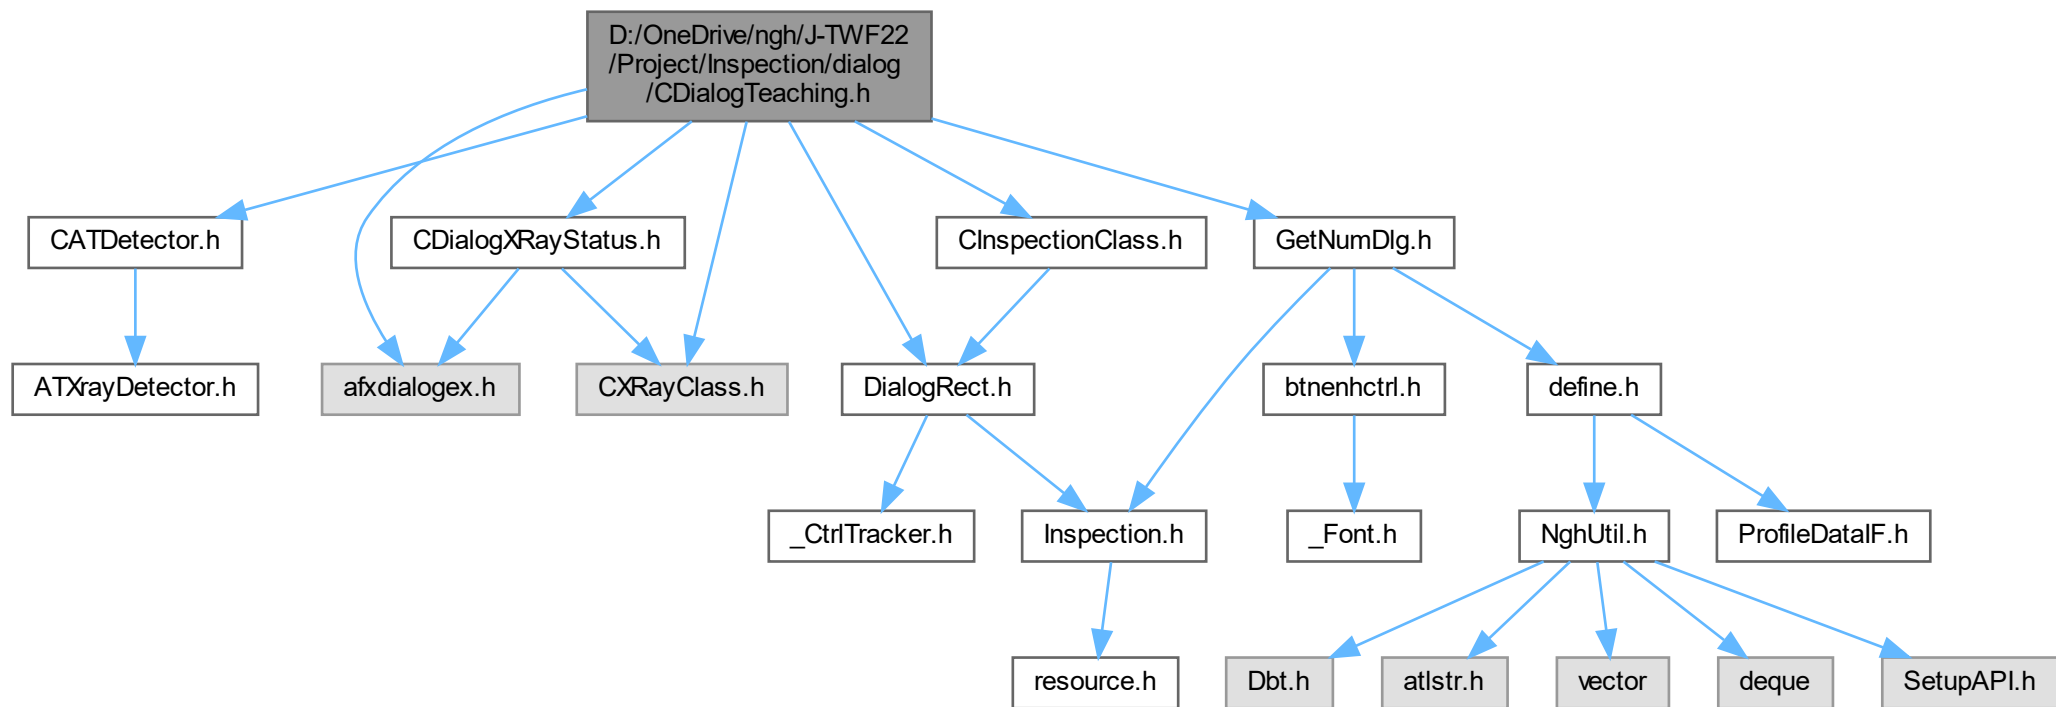 D:/OneDrive/ngh/J-TWF22
/Project/Inspection/dialog
/CDialogTeaching.h
CATDetector.h
CDialogXRayStatus.h
CInspectionClass.h
GetNumDlg.h
ATXrayDetector.h
afxdialogex.h
CXRayClass.h
DialogRect.h
btnenhctrl.h
define.h
_CtrlTracker.h
Inspection.h
_Font.h
NghUtil.h
ProfileDataIF.h
resource.h
Dbt.h
atlstr.h
vector
deque
SetupAPI.h